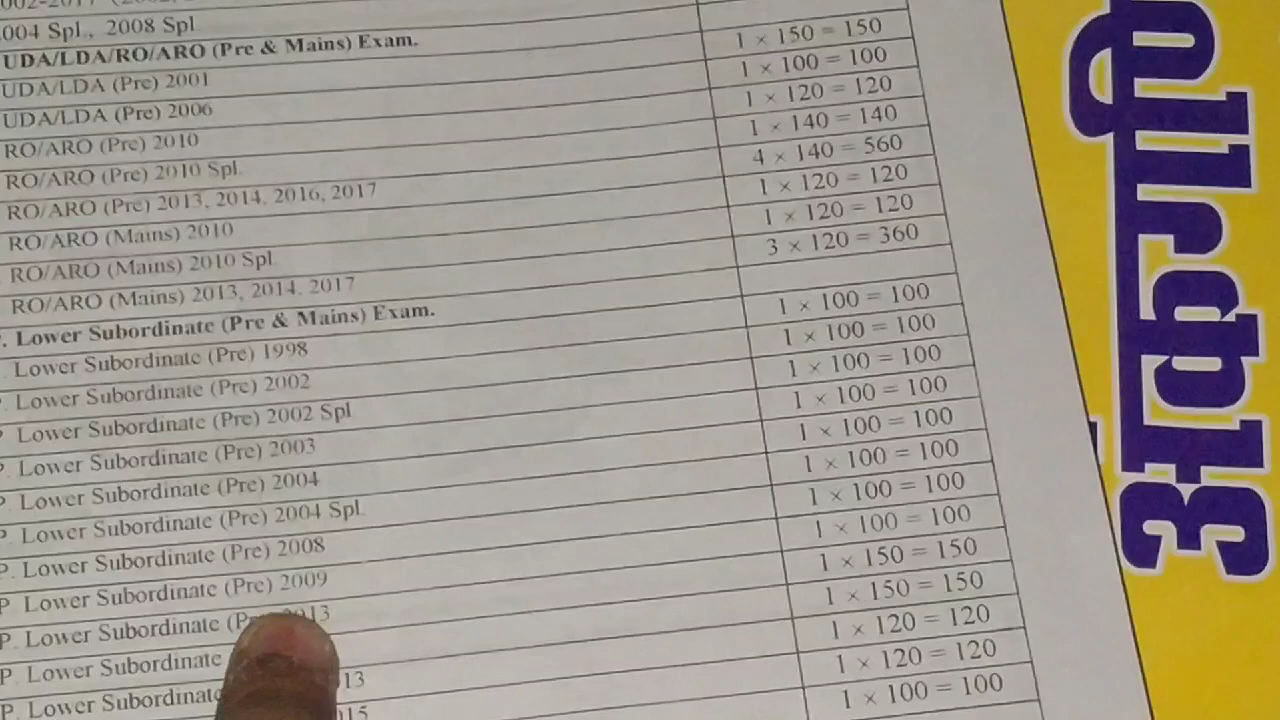 004 Spl., 2008 Spl
UDA/LDA/RO/ARO (Pre & Mains) Exam.
UDA/LDA (Pre) 2001 1 × 150 = 150
UDA/LDA (Pre) 2006 1 × 100 = 100
RO/ARO (Pre) 2010 1 × 120 = 120
RO/ARO (Pre) 2010 Spl. 1 × 140 = 140
RO/ARO (Pre) 2013, 2014, 2016, 2017 4 × 140 = 560
RO/ARO (Mains) 2010 1 × 120 = 120
RO/ARO (Mains) 2010 Spl. 1 × 120 = 120
RO/ARO (Mains) 2013, 2014, 2017 3 × 120 = 360
. Lower Subordinate (Pre & Mains) Exam.
Lower Subordinate (Pre) 1998 1 × 100 = 100
. Lower Subordinate (Pre) 2002 1 × 100 = 100
Lower Subordinate (Pre) 2002 Spl 1 × 100 = 100
P. Lower Subordinate (Pre) 2003 1 × 100 = 100
P. Lower Subordinate (Pre) 2004 1 × 100 = 100
P. Lower Subordinate (Pre) 2004 Spl. 1 × 100 = 100
P. Lower Subordinate (Pre) 2008 1 × 100 = 100
P. Lower Subordinate (Pre) 2009 1 × 100 = 100
P. Lower Subordinate 13 1 × 150 = 150
P. Lower Subordinate 1 × 150 = 150
P. Lower 13 1 × 120 = 120
015 1 × 120 = 120
1 × 100 = 100